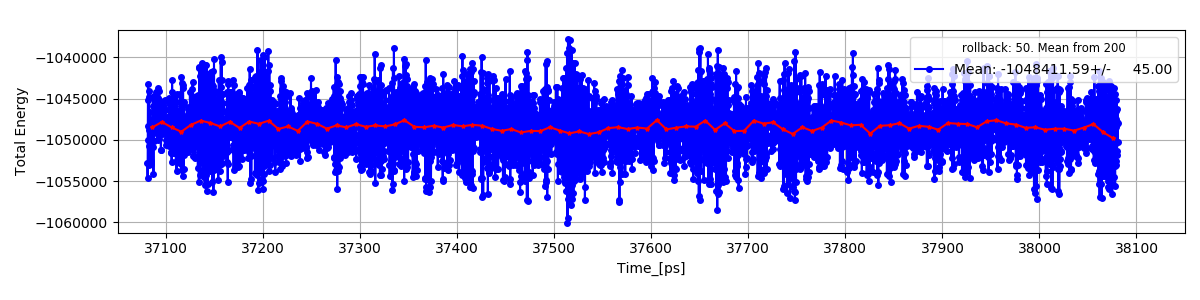 rollback: 50. Mean from 200
Mean: -1048411.59+/-     45.00
Total Energy
−1040000
−1045000
−1050000
−1055000
−1060000
37100 37200 37300 37400 37500 37600 37700 37800 37900 38000 38100
Time_[ps]